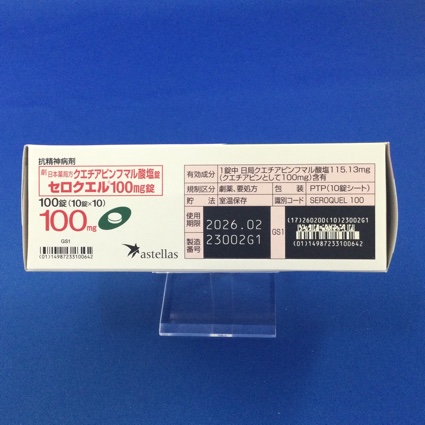 抗精神病剤
劇 日本薬局方 クエチアピンフマル酸塩錠
セロクエル100mg錠
100錠(10錠×10)
100mg
GS1
(01)14987233100642
astellas
有効成分 1錠中 日局クエチアピンフマル酸塩115.13mg
(クエチアピンとして100mg)含有
規制区分 劇薬、要処方 包装 PTP(10錠シート)
貯法 室温保存 識別コード SEROQUEL 100
使用期限 2026.02
製造番号 23002G1
GS1
(17)260200(10)23002G1
(01)14987233100642